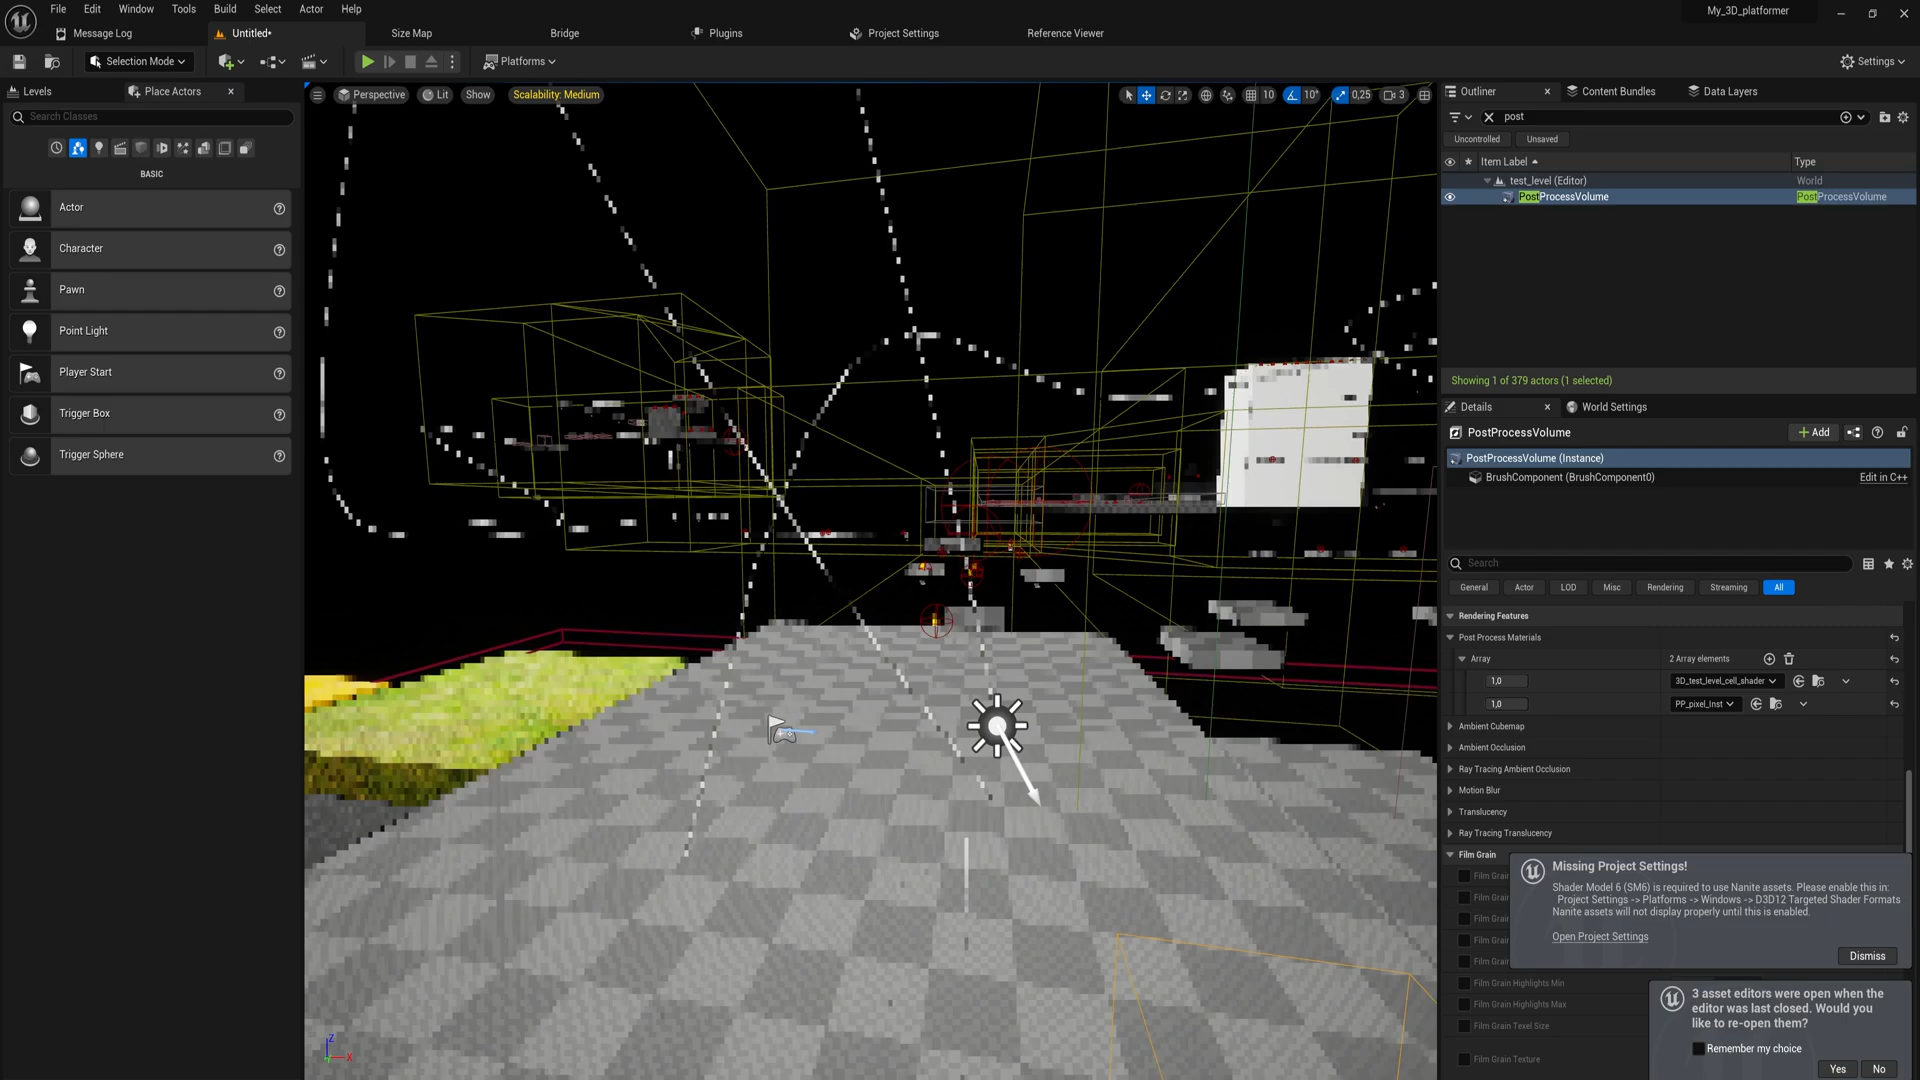 File Edit Window Tools Build Select Actor Help
My_3D_platformer
Message Log
Untitled*
Size Map
Bridge
Plugins
Project Settings
Reference Viewer
Selection Mode
Platforms
Settings
Levels
Place Actors
Search Classes
BASIC
Actor
Character
Pawn
Point Light
Player Start
Trigger Box
Trigger Sphere
Perspective
Lit
Show
Scalability: Medium
10
10°
0,25
3
Z
X
Outliner
Content Bundles
Data Layers
post
Uncontrolled
Unsaved
Item Label
Type
test_level (Editor)
World
PostProcessVolume
PostProcessVolume
Showing 1 of 379 actors (1 selected)
Details
World Settings
PostProcessVolume
Add
PostProcessVolume (Instance)
BrushComponent (BrushComponent0)
Edit in C++
Search
General
Actor
LOD
Misc
Rendering
Streaming
All
Rendering Features
Post Process Materials
Array
2 Array elements
1,0
3D_test_level_cell_shader
1,0
PP_pixel_Inst
Ambient Cubemap
Ambient Occlusion
Ray Tracing Ambient Occlusion
Motion Blur
Translucency
Ray Tracing Translucency
Film Grain
Film Grain
Film Grain
Film Grain
Film Grain
Film Grain
Film Grain Highlights Min
Film Grain Highlights Max
Film Grain Texel Size
Film Grain Texture
Missing Project Settings!
Shader Model 6 (SM6) is required to use Nanite assets. Please enable this in:
Project Settings -> Platforms -> Windows -> D3D12 Targeted Shader Formats
Nanite assets will not display properly until this is enabled.
Open Project Settings
Dismiss
3 asset editors were open when the
editor was last closed. Would you
like to re-open them?
Remember my choice
Yes
No